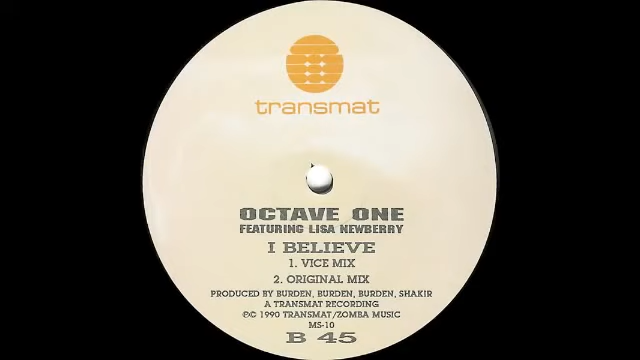 transmat
OCTAVE ONE
FEATURING LISA NEWBERRY
I BELIEVE
1. VICE MIX
2. ORIGINAL MIX
PRODUCED BY BURDEN, BURDEN, BURDEN, SHAKIR
A TRANSMAT RECORDING
℗© 1990 TRANSMAT/ZOMBA MUSIC
MS-10
B 45